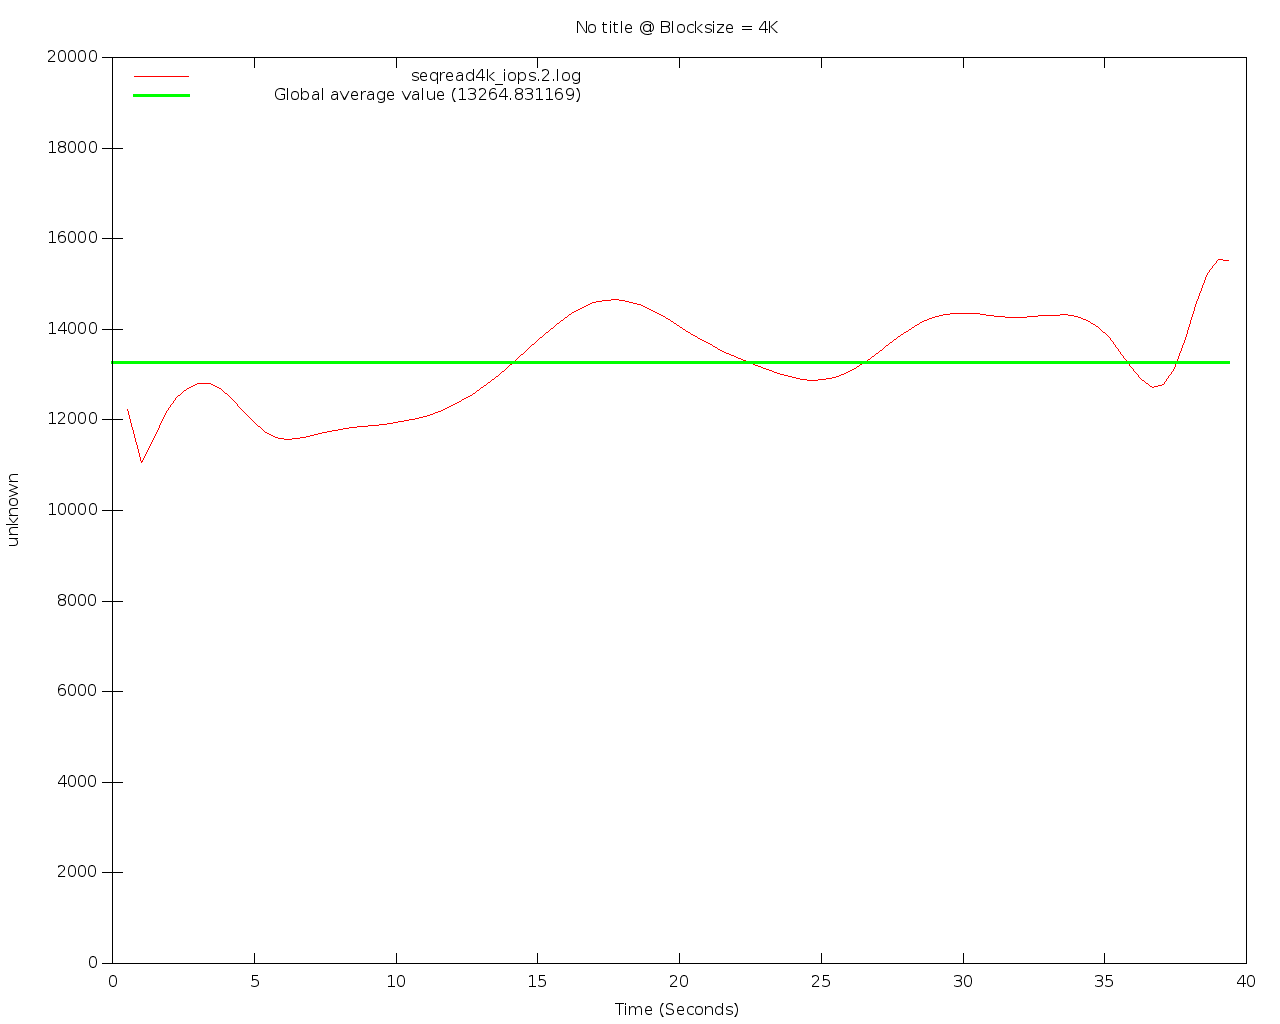 No title @ Blocksize = 4K
seqread4k_iops.2.log
Global average value (13264.831169)
20000
18000
16000
14000
12000
10000
8000
6000
4000
2000
0
unknown
0 5 10 15 20 25 30 35 40
Time (Seconds)